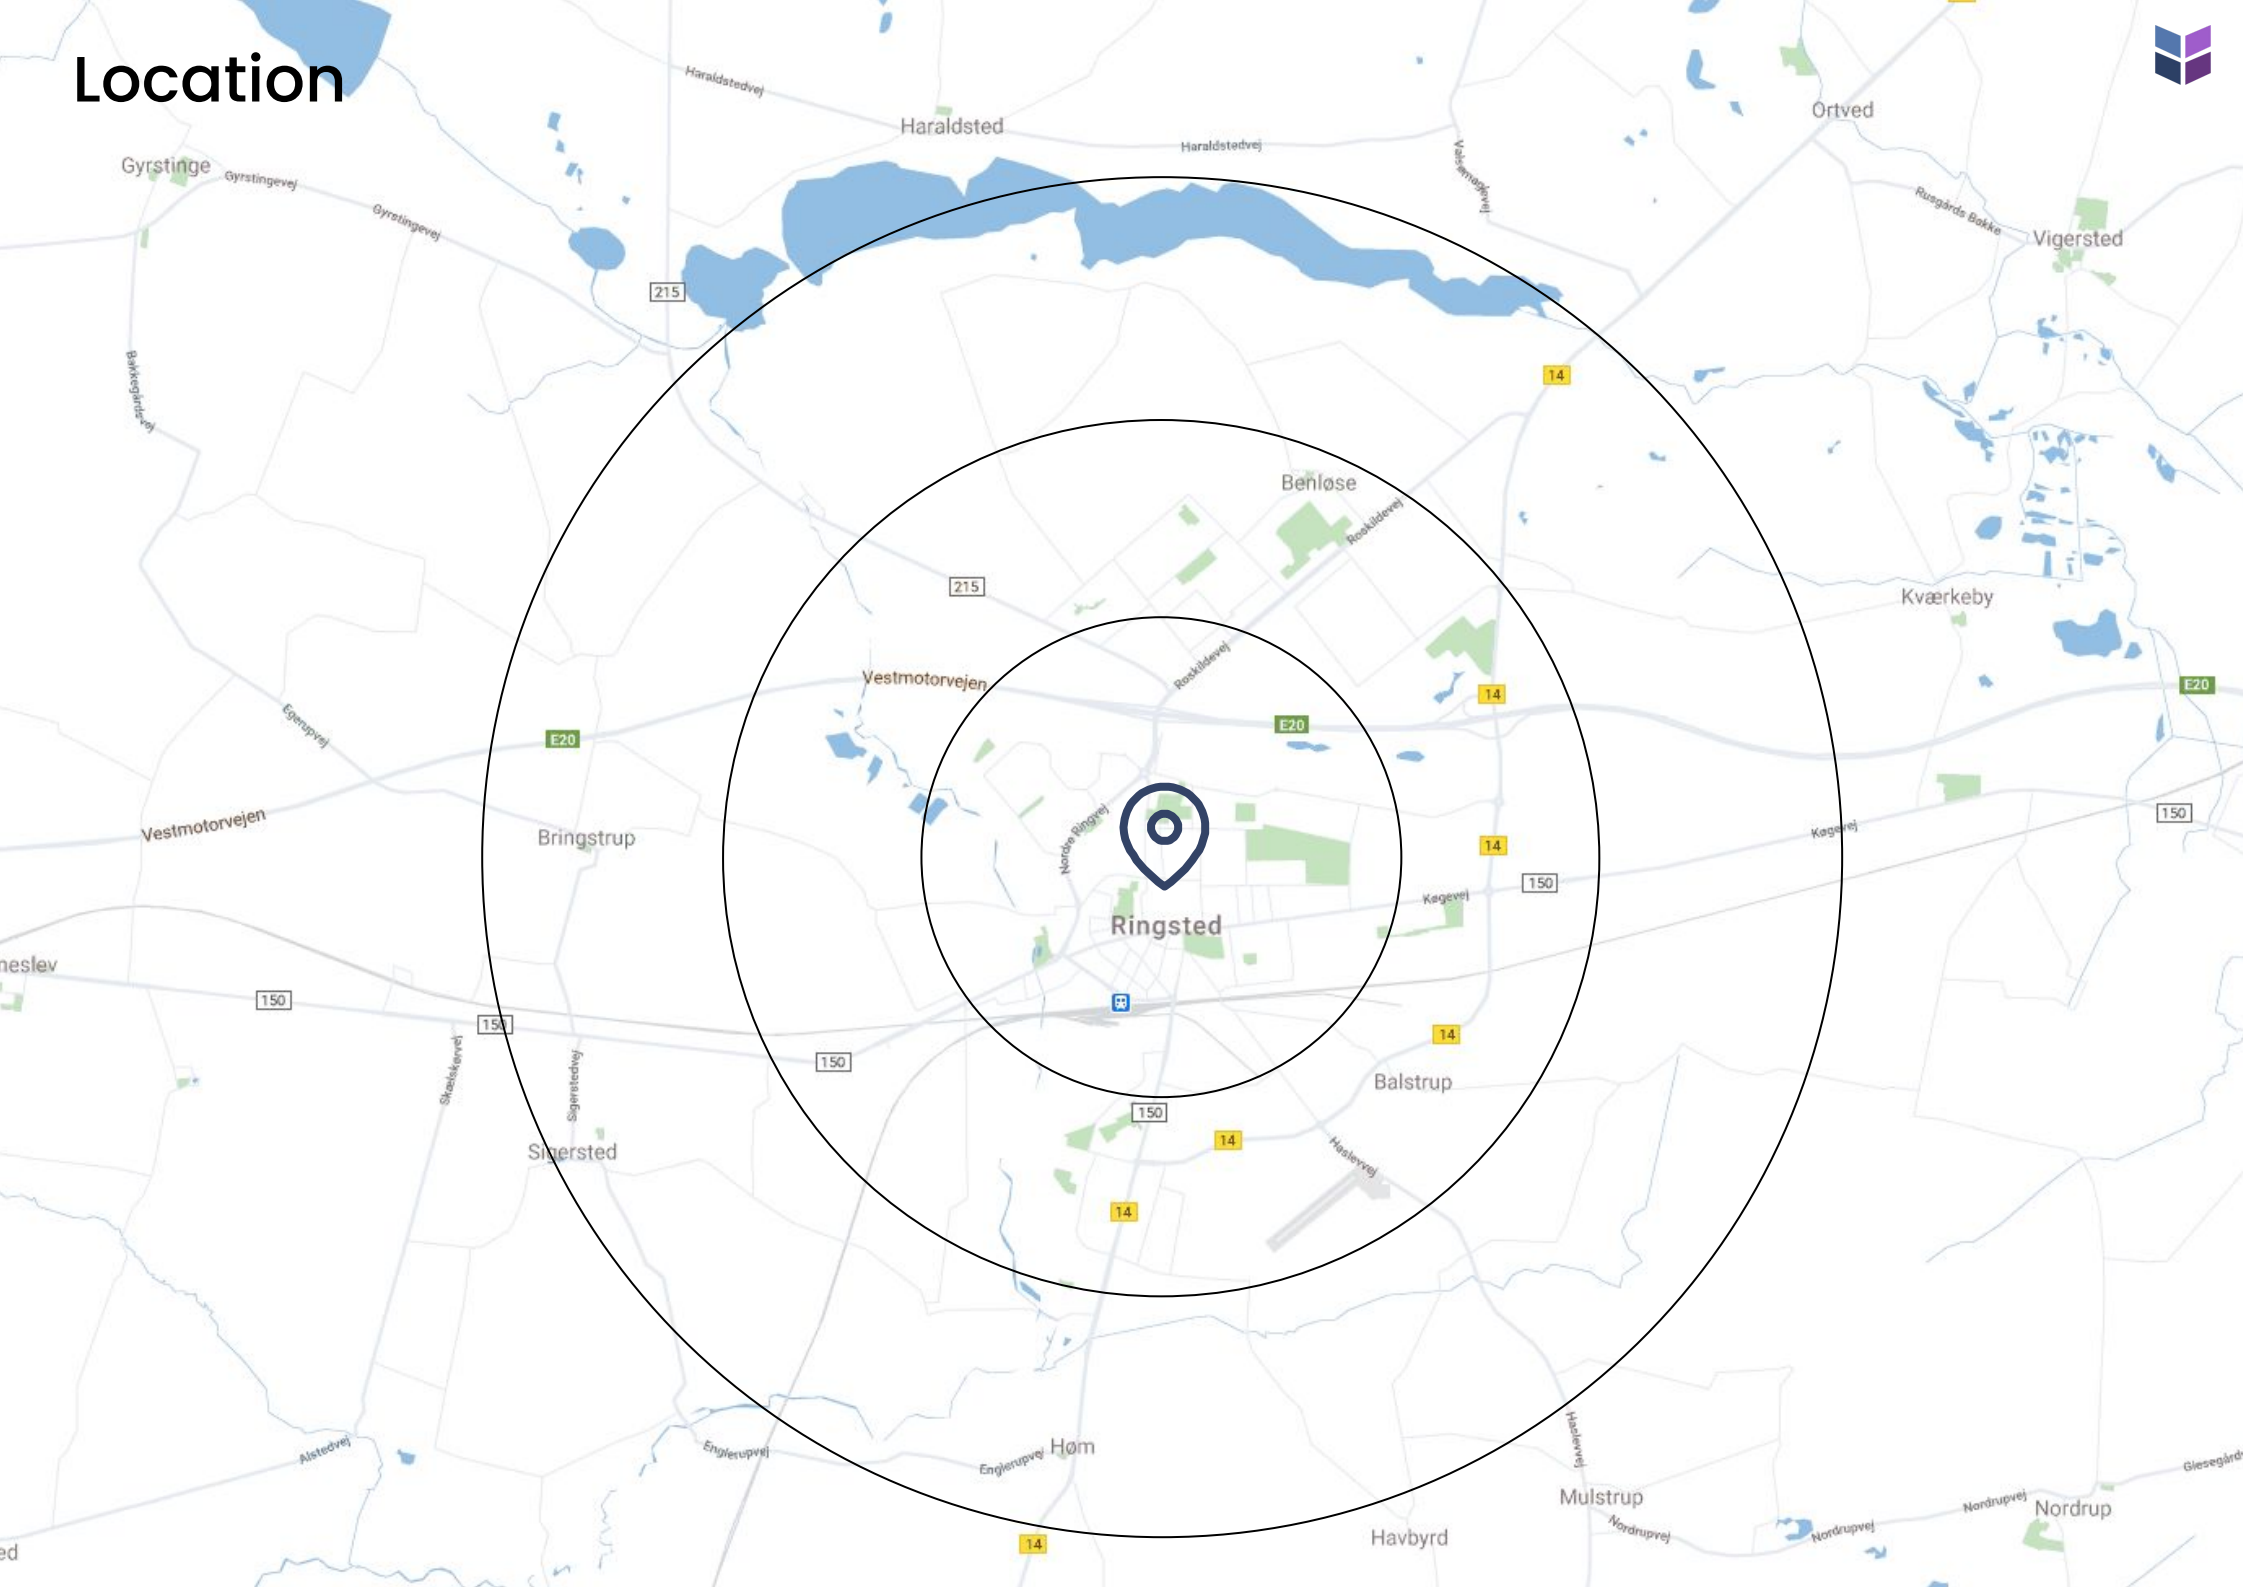 Location
Haraldstedvej
Haraldsted
Haraldstedvej
Valsømaglevej
Ortved
Gyrstinge
Gyrstingevej
Gyrstingevej
Rusgårds Bakke
Vigersted
215
Bakkegårdsvej
14
Benløse
Roskildevej
215
Kværkeby
Roskildevej
Vestmotorvejen
14
E20
Egerupvej
E20
E20
Vestmotorvejen
Bringstrup
Nordre Ringvej
14
Køgevej
150
150
Køgevej
Ringsted
neslev
150
150
14
150
Skælskørvej
Sigerstedvej
Balstrup
150
14
Haslevvej
Sigersted
14
Haslevvej
Alstedvej
Englerupvej
Høm
Englerupvej
Giesegård
Mulstrup
Nordrupvej
Nordrup
Nordrupvej
Nordrupvej
Havbyrd
14
ed